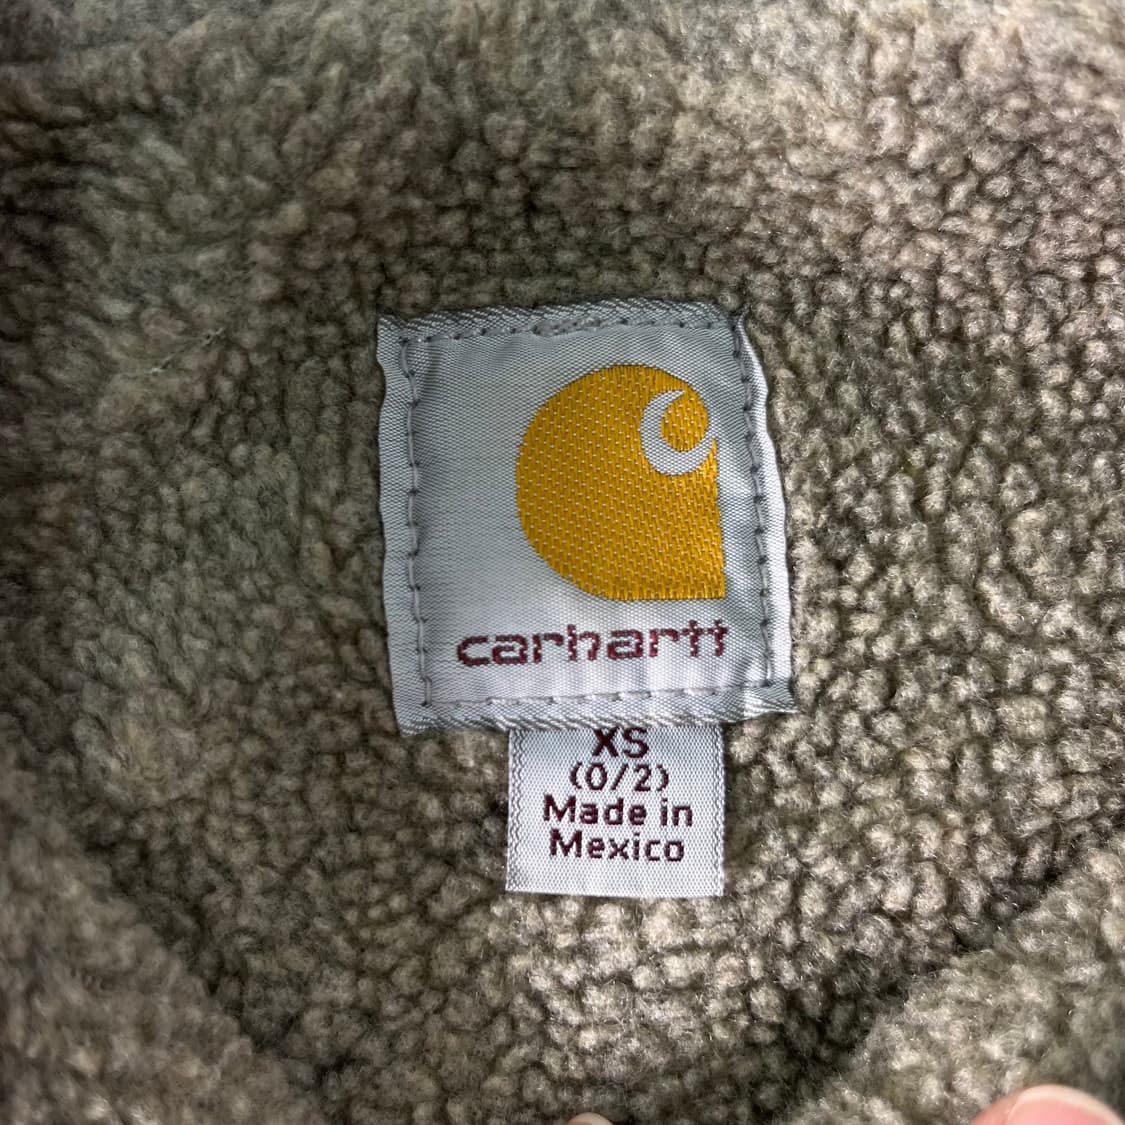 carhartt
XS
(0/2)
Made in
Mexico